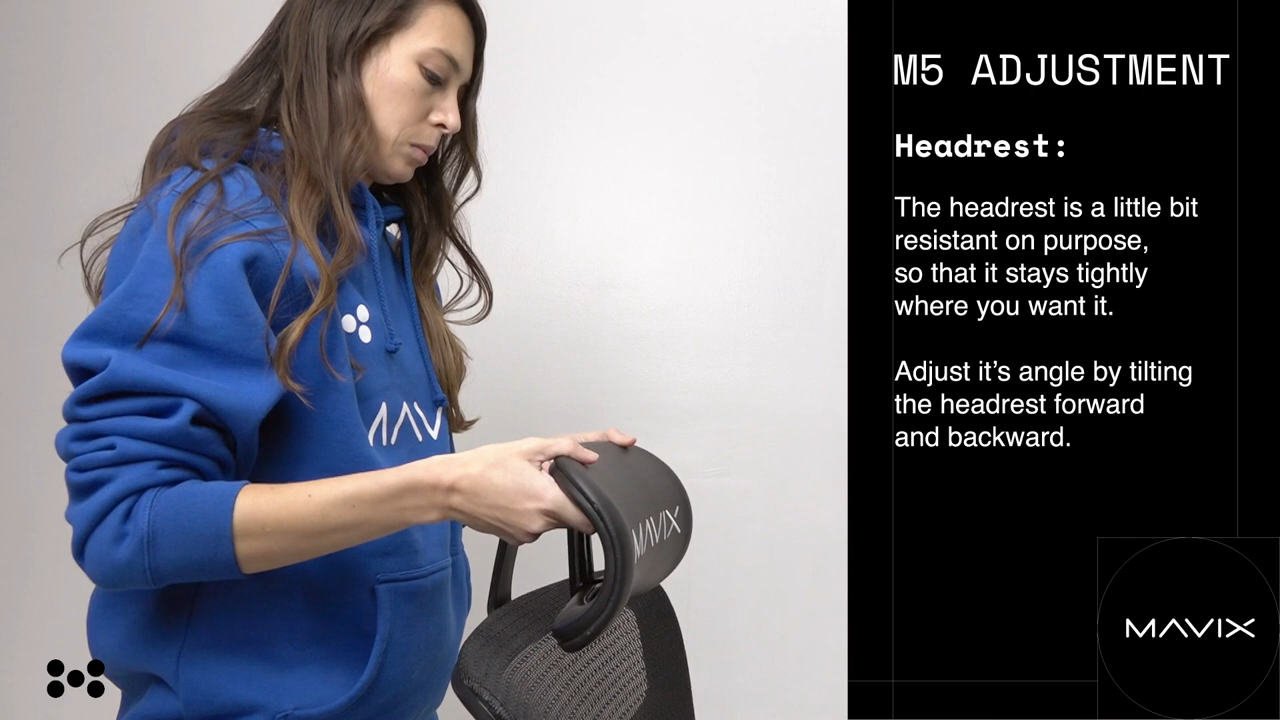 M5 ADJUSTMENT
Headrest:
The headrest is a little bit
resistant on purpose,
so that it stays tightly
where you want it.
Adjust it’s angle by tilting
the headrest forward
and backward.
MAV
MAVIX
MAVIX